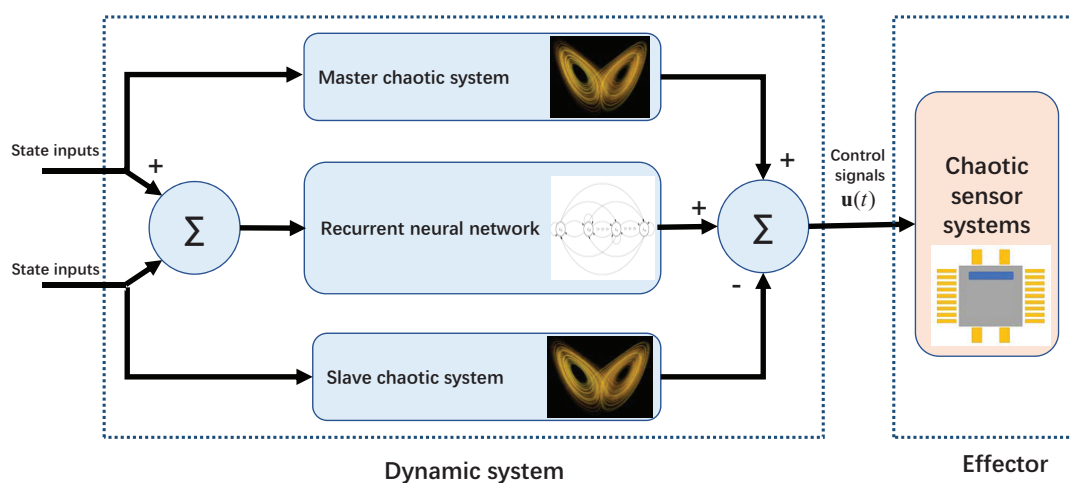 Master chaotic system
State inputs
+
Σ
Recurrent neural network
+
+
Σ
-
Control
signals
u(t)
Chaotic
sensor
systems
State inputs
Slave chaotic system
Dynamic system
Effector